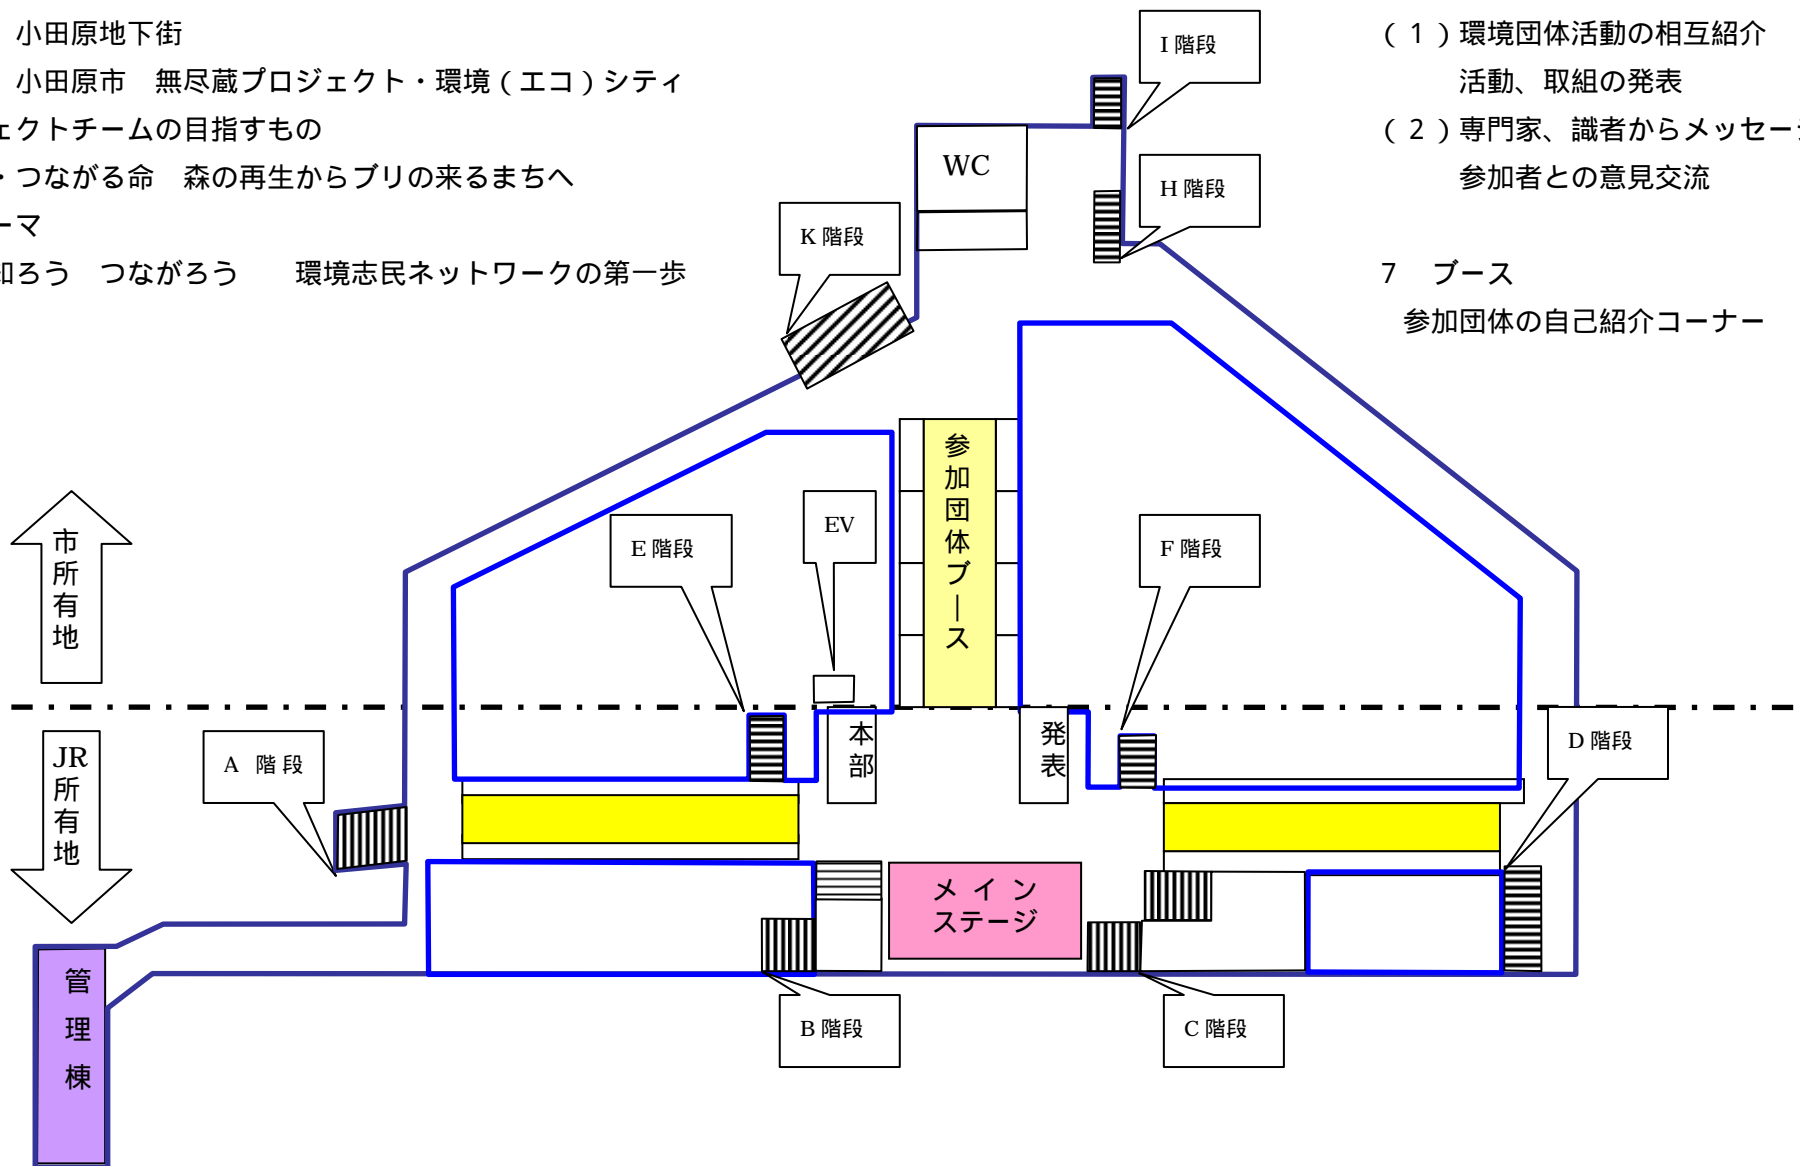 小田原地下街
小田原市　無尽蔵プロジェクト・環境（エコ）シティ
ェクトチームの目指すもの
・つながる命　森の再生からブリの来るまちへ
ーマ
知ろう　つながろう　　環境志民ネットワークの第一歩
（１）環境団体活動の相互紹介
活動、取組の発表
（２）専門家、識者からメッセージ
参加者との意見交流
7　ブース
参加団体の自己紹介コーナー
I 階段
WC
H 階段
K 階段
参加団体ブース
EV
E 階段
F 階段
市所有地
JR所有地
A 階段
本部
発表
D 階段
メイン
ステージ
管理棟
B 階段
C 階段